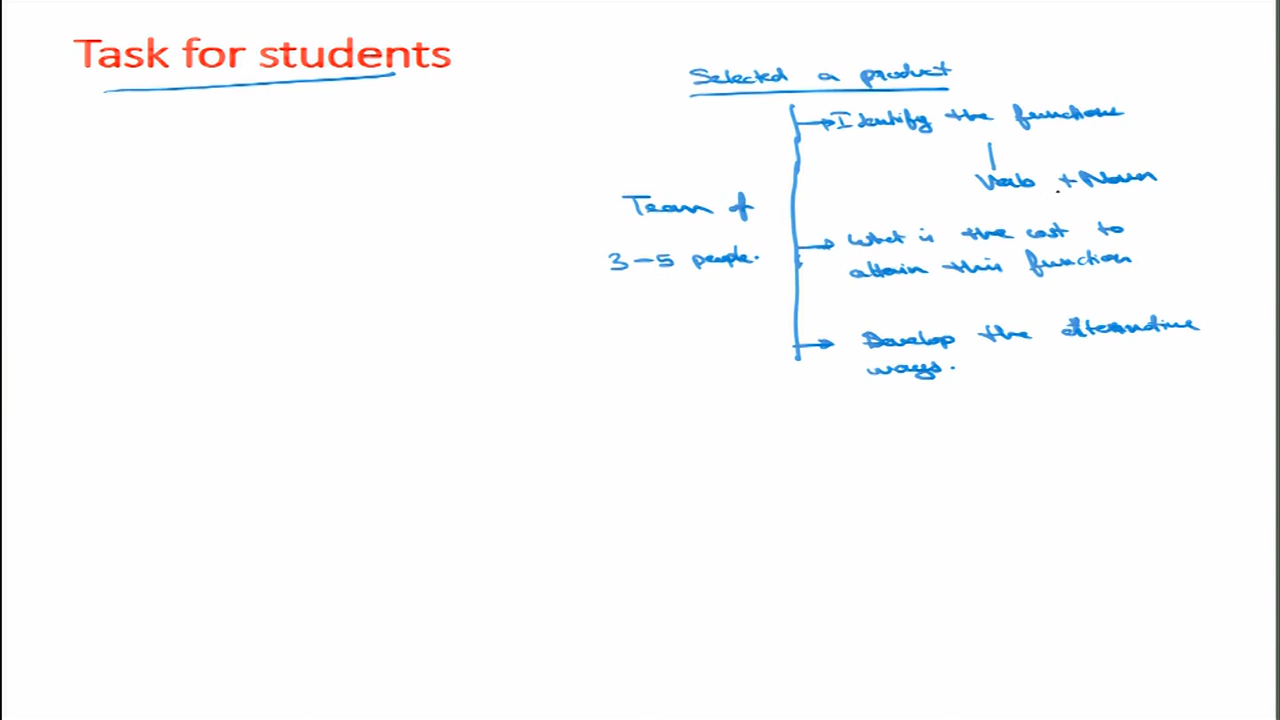 Task for students
Selected a product
Identify the functions
Verb + Noun
Team of
3-5 people.
What is the cost to
attain this function
Develop the alternative
ways.